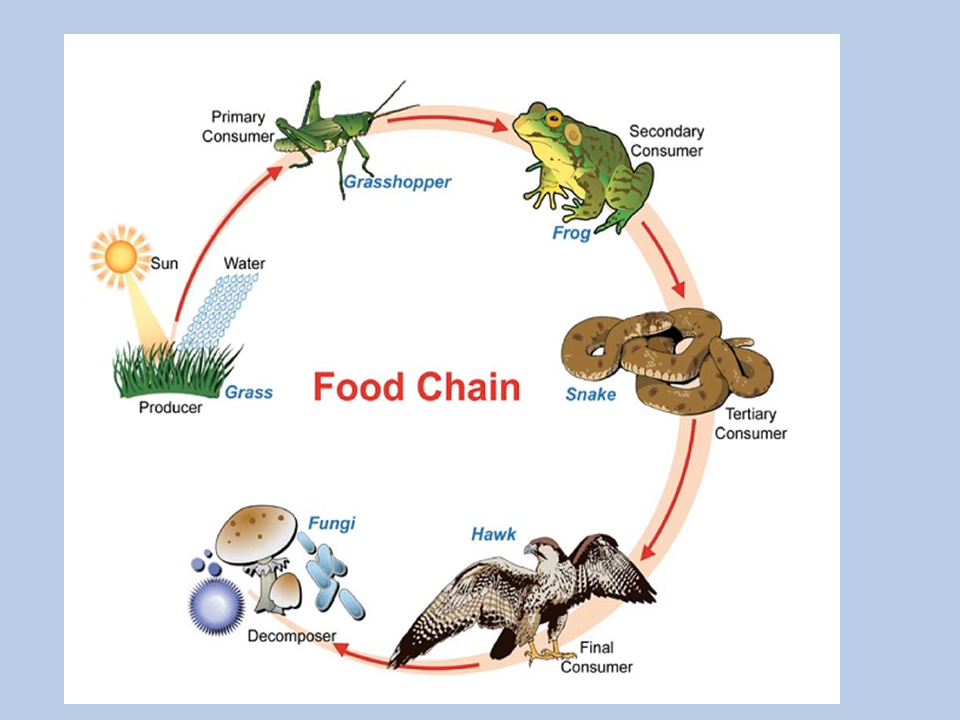 Primary
Consumer
Grasshopper
Secondary
Consumer
Frog
Sun
Water
Grass
Producer
Food Chain
Snake
Tertiary
Consumer
Fungi
Hawk
Decomposer
Final
Consumer